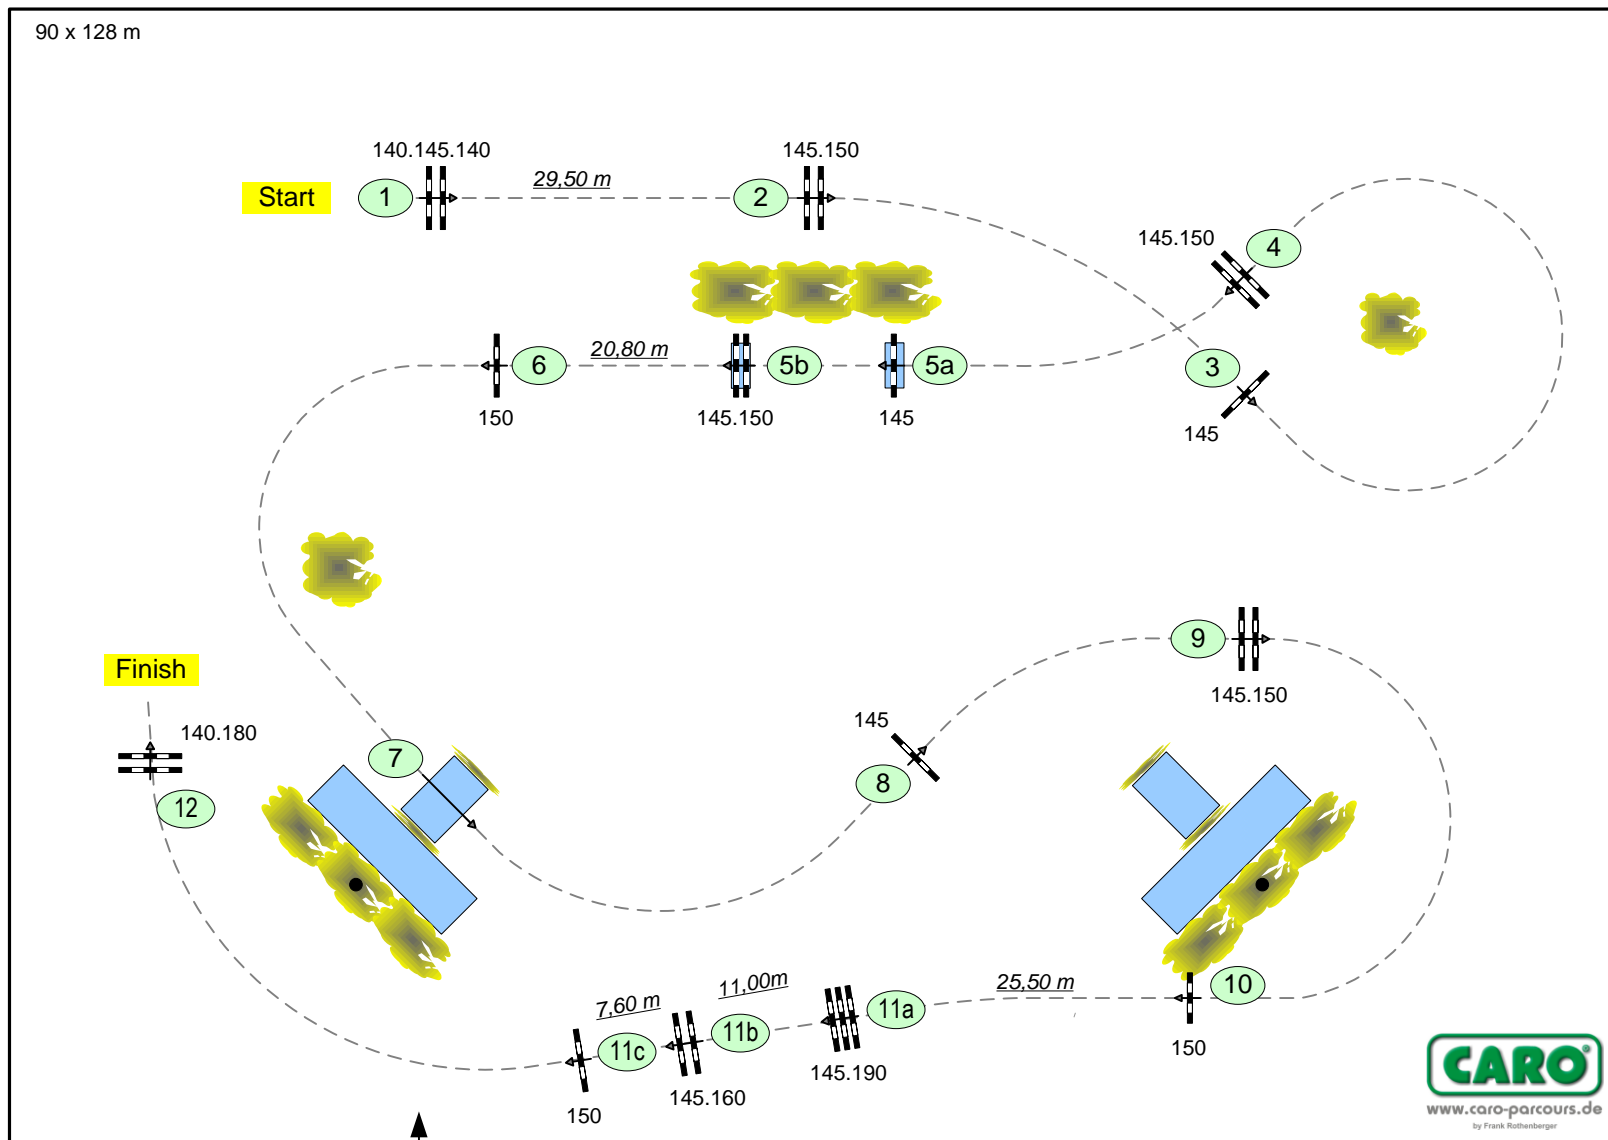 90 x 128 m
140.145.140
145.150
Start
1
29,50 m
2
145.150
4
3
145
6
20,80 m
5b
5a
150
145.150
145
9
145.150
Finish
140.180
12
7
145
8
10
150
25,50 m
11,00m
7,60 m
11a
11b
11c
145.190
145.160
150
CARO®
www.caro-parcours.de
by Frank Rothenberger